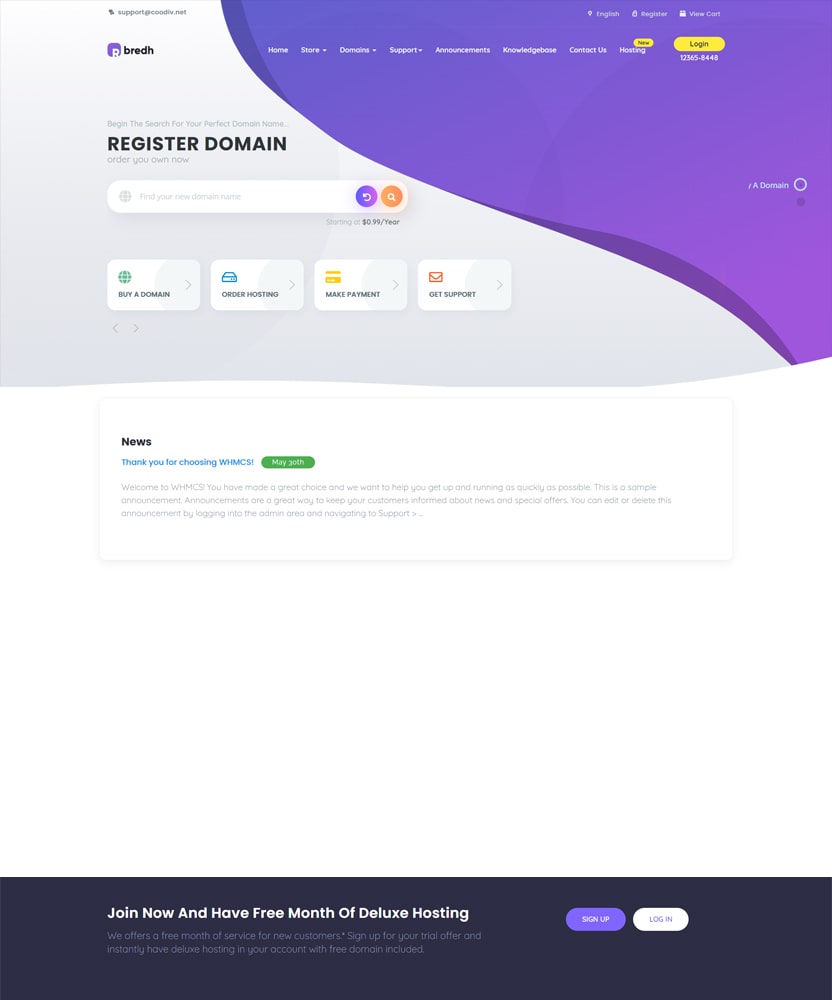 support@coodiv.net
English
Register
View Cart
bredh
Home
Store
Domains
Support
Announcements
Knowledgebase
Contact Us
Hosting
New
Login
12365-8448
Begin The Search For Your Perfect Domain Name...
REGISTER DOMAIN
order you own now
Find your new domain name
Starting at $0.99/Year
A Domain
BUY A DOMAIN
ORDER HOSTING
MAKE PAYMENT
GET SUPPORT
News
Thank you for choosing WHMCS!
May 30th
Welcome to WHMCS! You have made a great choice and we want to help you get up and running as quickly as possible. This is a sample
announcement. Announcements are a great way to keep your customers informed about news and special offers. You can edit or delete this
announcement by logging into the admin area and navigating to Support > ...
Join Now And Have Free Month Of Deluxe Hosting
We offers a free month of service for new customers.* Sign up for your trial offer and
instantly have deluxe hosting in your account with free domain included.
SIGN UP
LOG IN